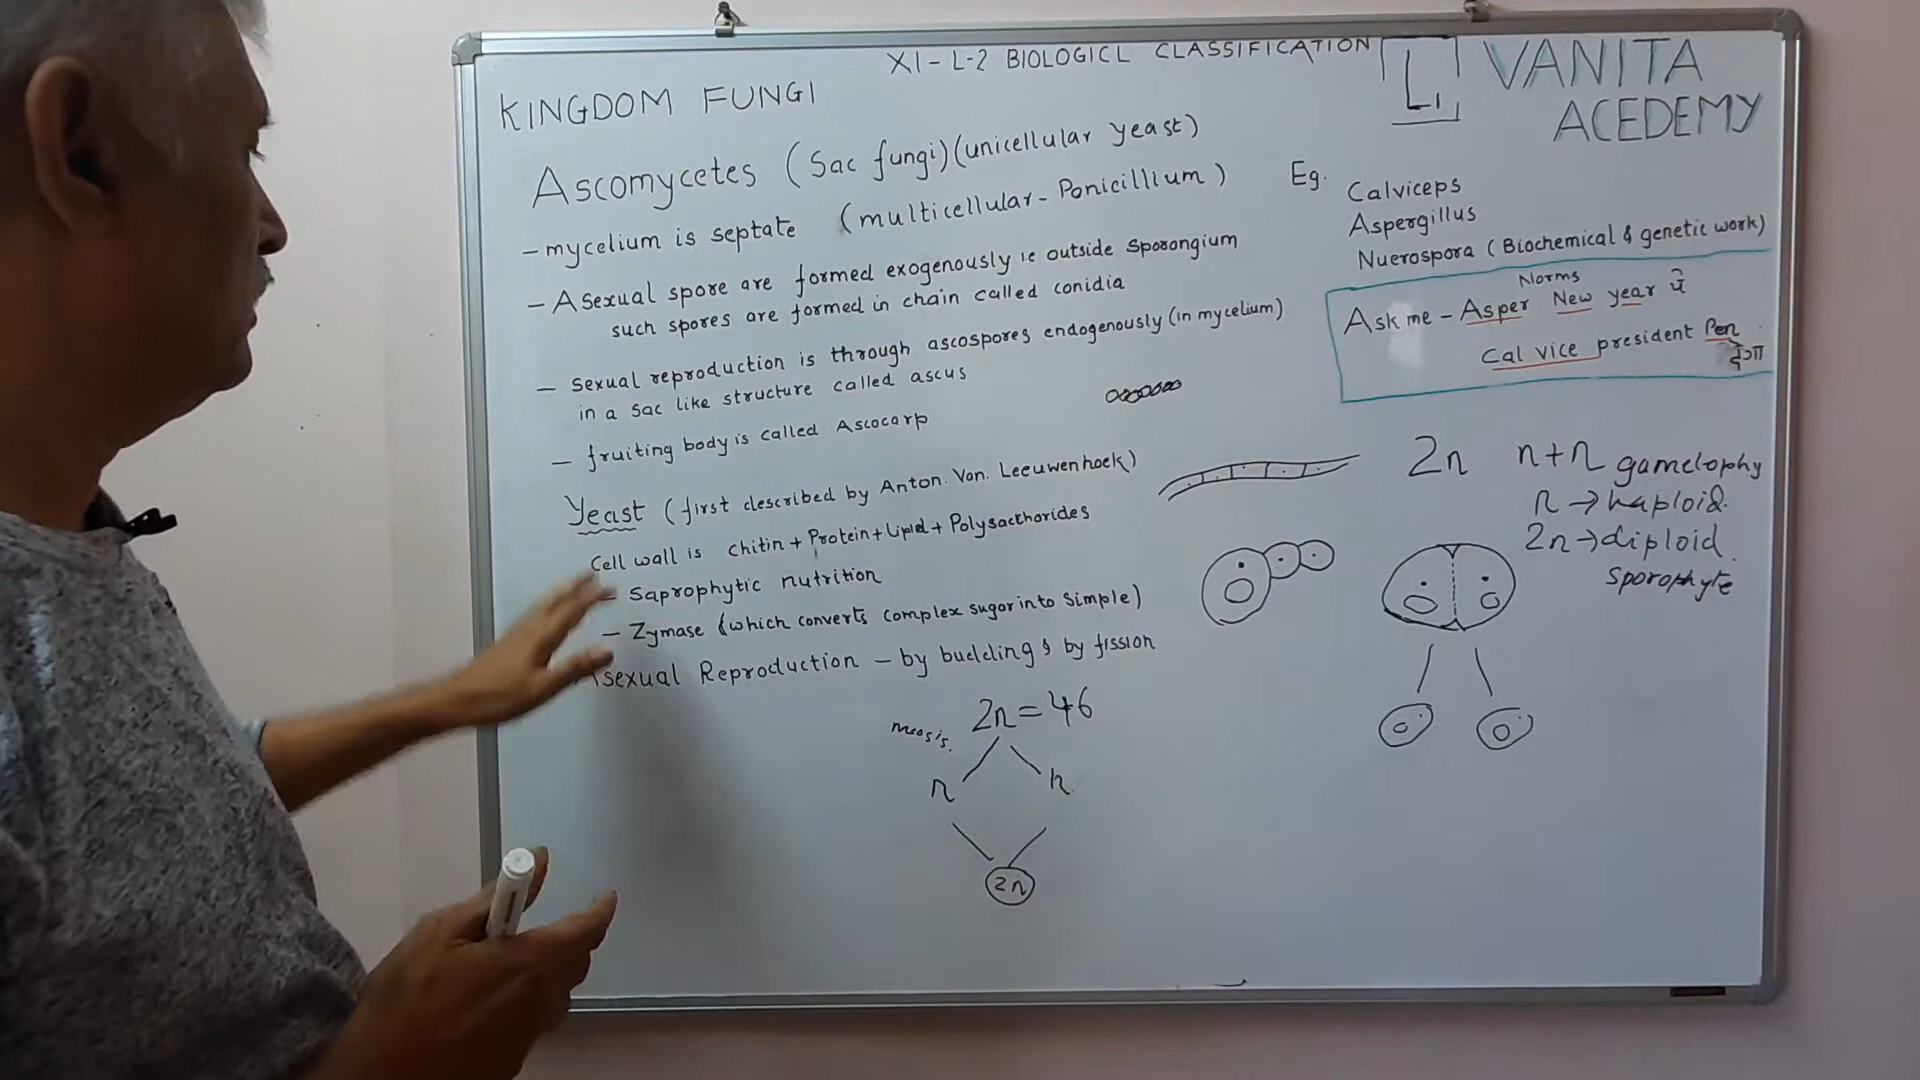 XI - L-2 BIOLOGICL CLASSIFICATION
L1
VANITA
ACEDEMY
KINGDOM FUNGI
Ascomycetes (Sac fungi)(unicellular yeast)
- mycelium is septate (multicellular - Penicillium)
- Asexual spore are formed exogenously i.e outside Sporongium
such spores are formed in chain called conidia
- Sexual reproduction is through ascospores endogenously (in mycelium)
in a sac like structure called ascus
- fruiting body is called Ascocarp
Yeast (first described by Anton. Von. Leeuwenhoek)
Cell wall is chitin + Protein + Lipid + Polysaccharides
- Saprophytic nutrition
- Zymase (which converts complex sugar into Simple)
Asexual Reproduction - by budding & by fission
meosis.
2n = 46
n n
2n
Eg.
Calviceps
Aspergillus
Nuerospora (Biochemical & genetic work)
Norms
Ask me - Asper New year पे
Cal vice president Pen
दूंगा
2n n+n gametophy
n → haploid.
2n → diploid.
sporophyte